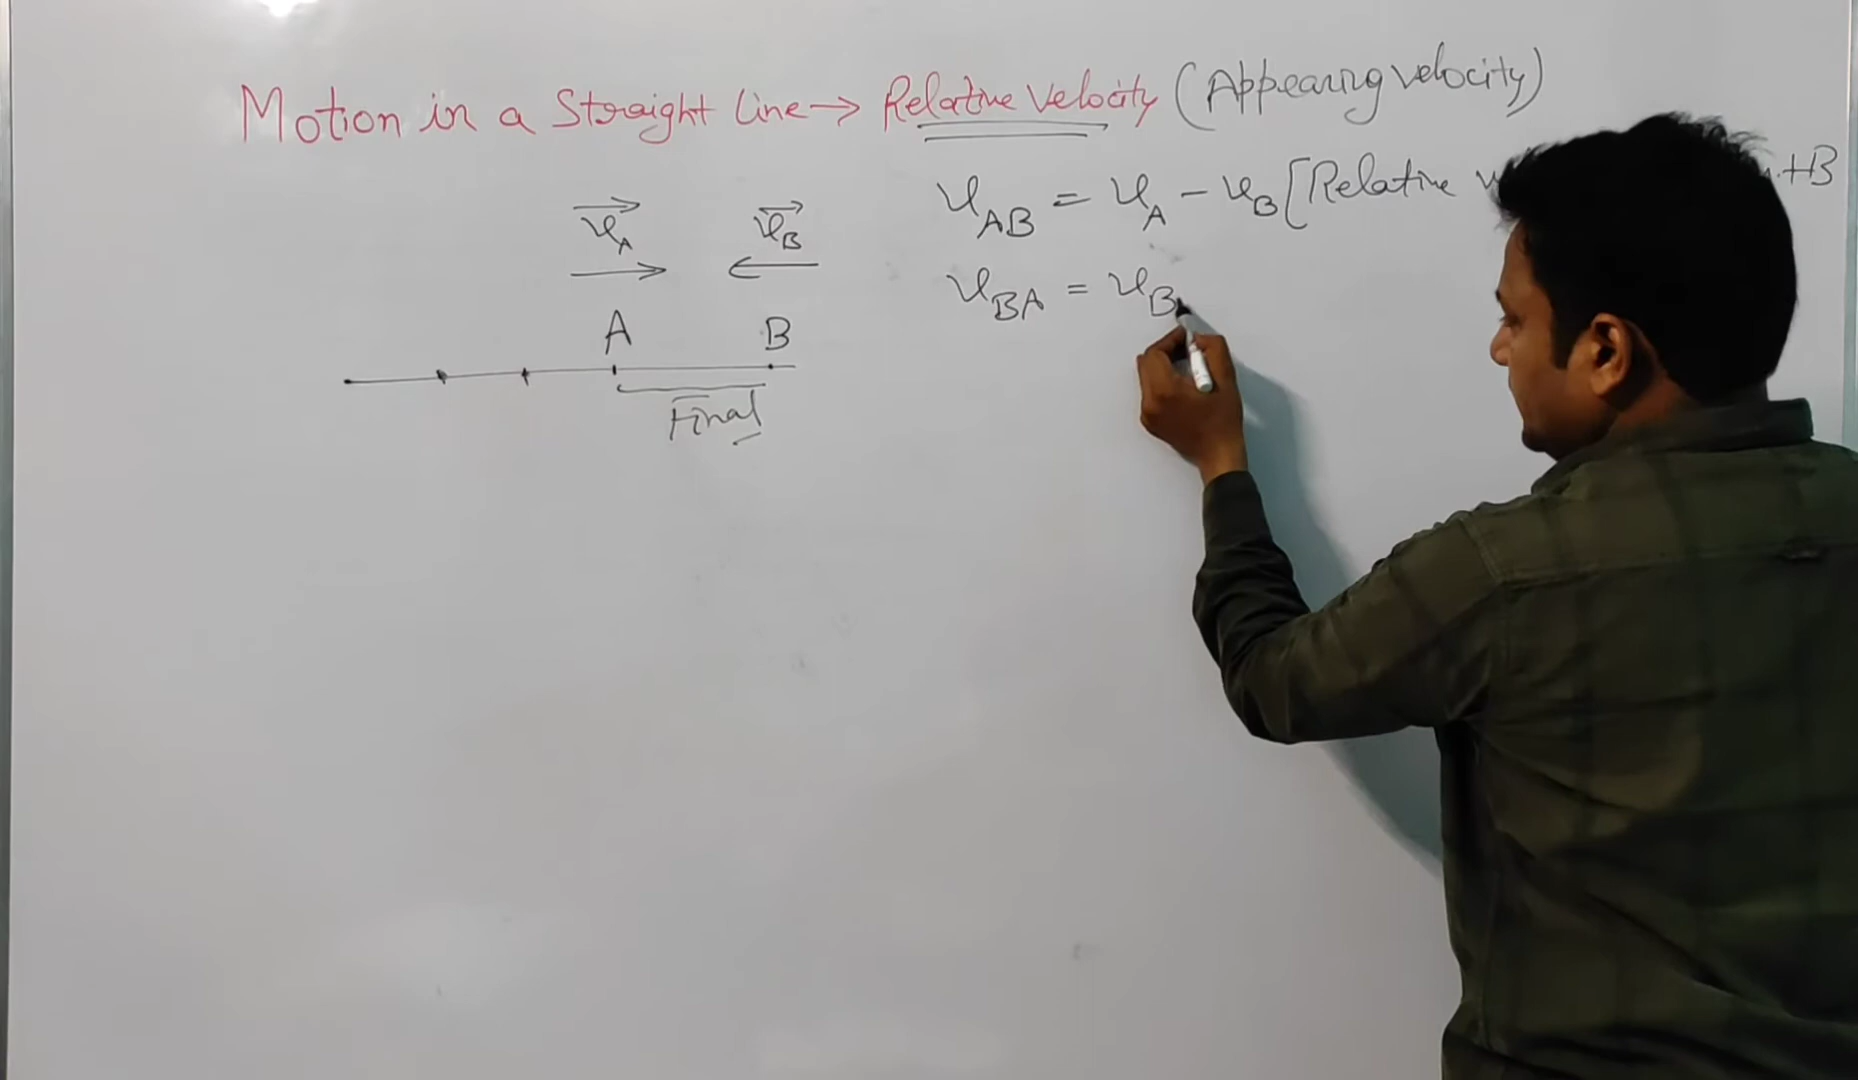 Motion in a Straight Line → Relative Velocity (Appearing velocity)
v_AB = v_A - v_B [Relative +B
v_A v_B
v_BA = v_B
A B
Final